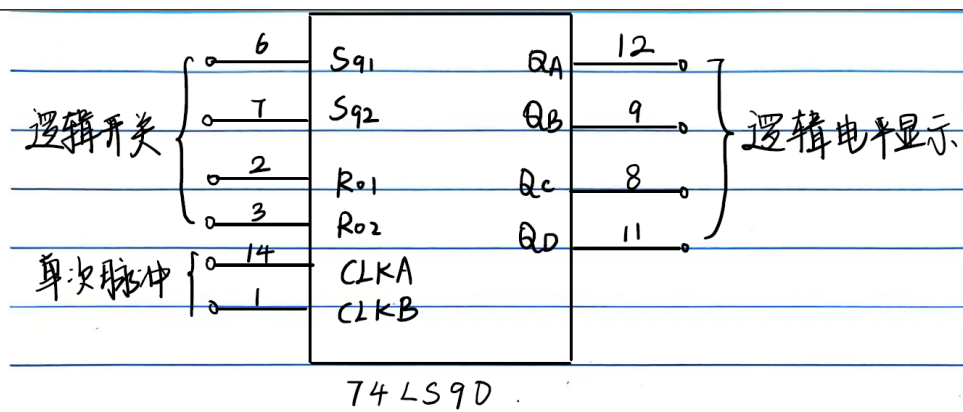 6 Sq1 QA 12
7 Sq2 QB 9
逻辑开关 逻辑电平显示
2 R01 QC 8
3 R02 QD 11
14 CLKA
单次脉冲
1 CLKB
74LS90.